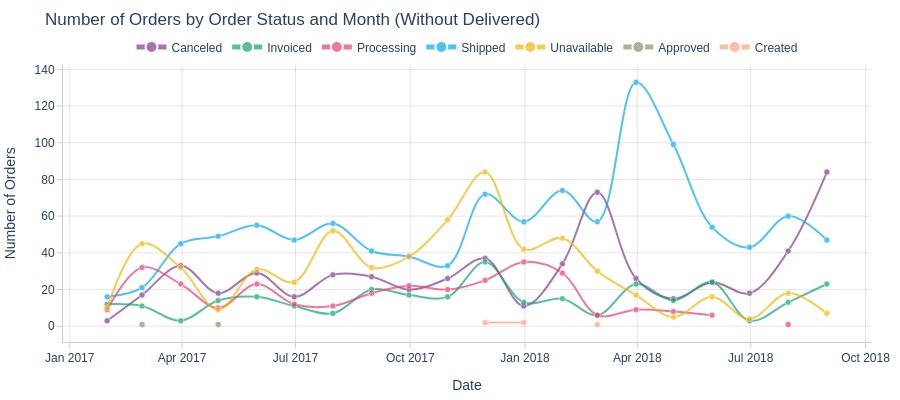 Number of Orders by Order Status and Month (Without Delivered)
Canceled Invoiced Processing Shipped Unavailable Approved Created
140
120
100
80
60
40
20
0
Number of Orders
Jan 2017 Apr 2017 Jul 2017 Oct 2017 Jan 2018 Apr 2018 Jul 2018 Oct 2018
Date